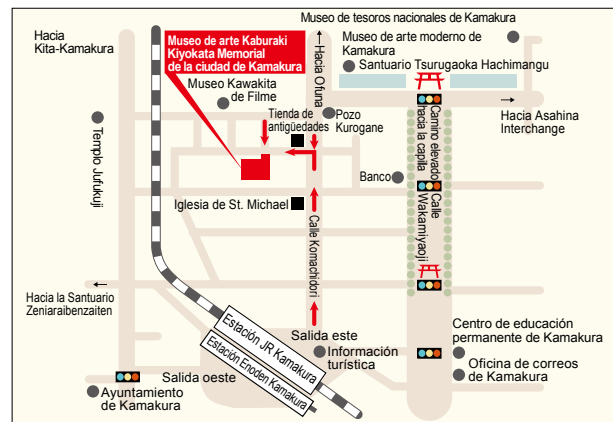 Museo de tesoros nacionales de Kamakura
Hacia
Kita-Kamakura
Museo de arte Kaburaki
Kiyokata Memorial
de la ciudad de Kamakura
Hacia Ofuna
Museo de arte moderno de
Kamakura
Santuario Tsurugaoka Hachimangu
Museo Kawakita
de Filme
Tienda de
antigüedades
Pozo
Kurogane
Hacia Asahina
Interchange
Templo Jufukuji
Camino elevado
hacia la capilla
Banco
Calle
Wakamiyaoji
Iglesia de St. Michael
Calle Komachidori
Hacia la Santuario
Zeniaraibenzaiten
Estación JR Kamakura
Estación Enoden Kamakura
Salida este
Información
turística
Centro de educación
permanente de Kamakura
Oficina de correos
de Kamakura
Salida oeste
Ayuntamiento
de Kamakura